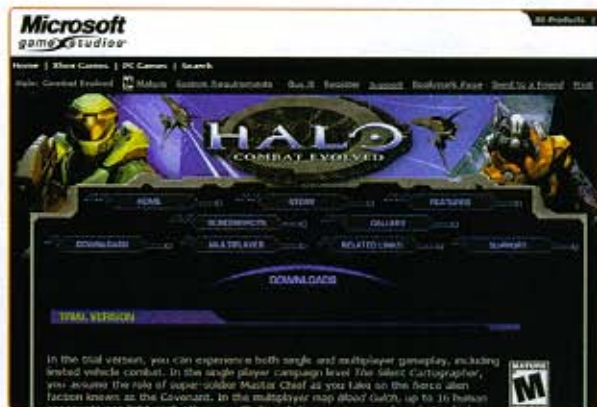 Microsoft
game studios
All Products |
Home | Xbox Games | PC Games | Search
Halo: Combat Evolved Mature System Requirements Buy It Register Support Bookmark Page Send to a Friend Print
HALO
COMBAT EVOLVED
HOME STORY FEATURES
SCREENSHOTS GALLERY
DOWNLOADS MULTIPLAYER RELATED LINKS SUPPORT
DOWNLOADS
TRIAL VERSION
In the trial version, you can experience both single and multiplayer gameplay, including
limited vehicle combat. In the single player campaign level The Silent Cartographer,
you assume the role of super-soldier Master Chief as you take on the fierce alien
faction known as the Covenant. In the multiplayer map Blood Gulch, up to 16 human
MATURE
M